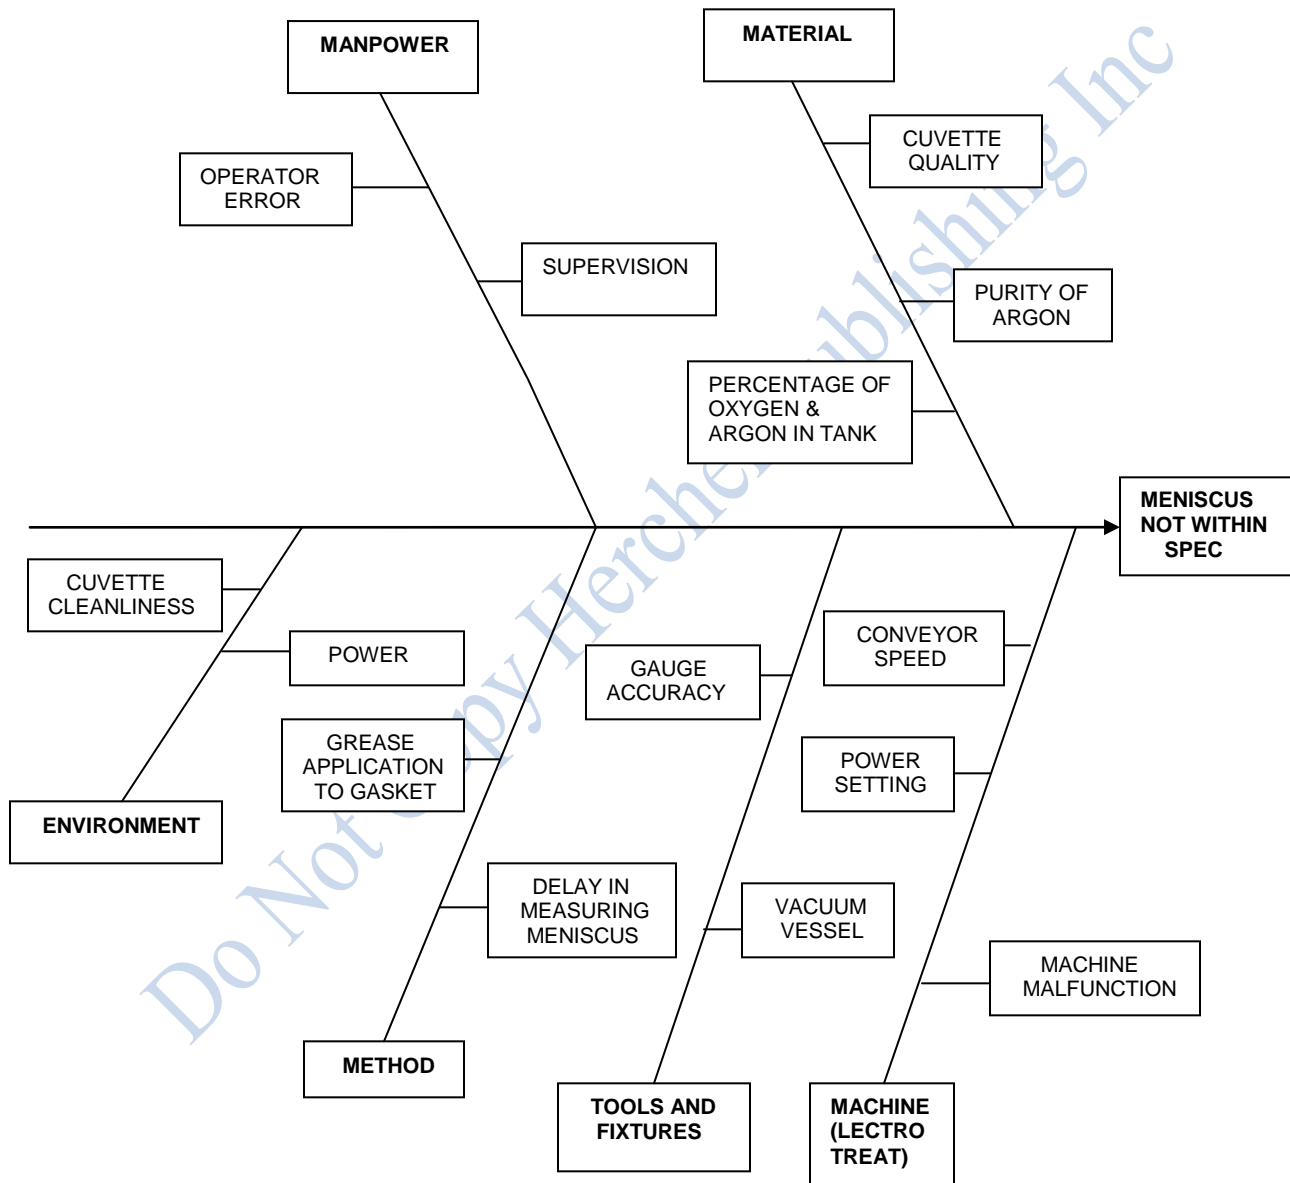 MANPOWER
MATERIAL
CUVETTE
QUALITY
OPERATOR
ERROR
SUPERVISION
PURITY OF
ARGON
PERCENTAGE OF
OXYGEN &
ARGON IN TANK
MENISCUS
NOT WITHIN
SPEC
CUVETTE
CLEANLINESS
POWER
CONVEYOR
SPEED
GAUGE
ACCURACY
GREASE
APPLICATION
TO GASKET
POWER
SETTING
ENVIRONMENT
DELAY IN
MEASURING
MENISCUS
VACUUM
VESSEL
MACHINE
MALFUNCTION
METHOD
TOOLS AND
FIXTURES
MACHINE
(LECTRO
TREAT)
Do Not Copy Hercher Publishing Inc